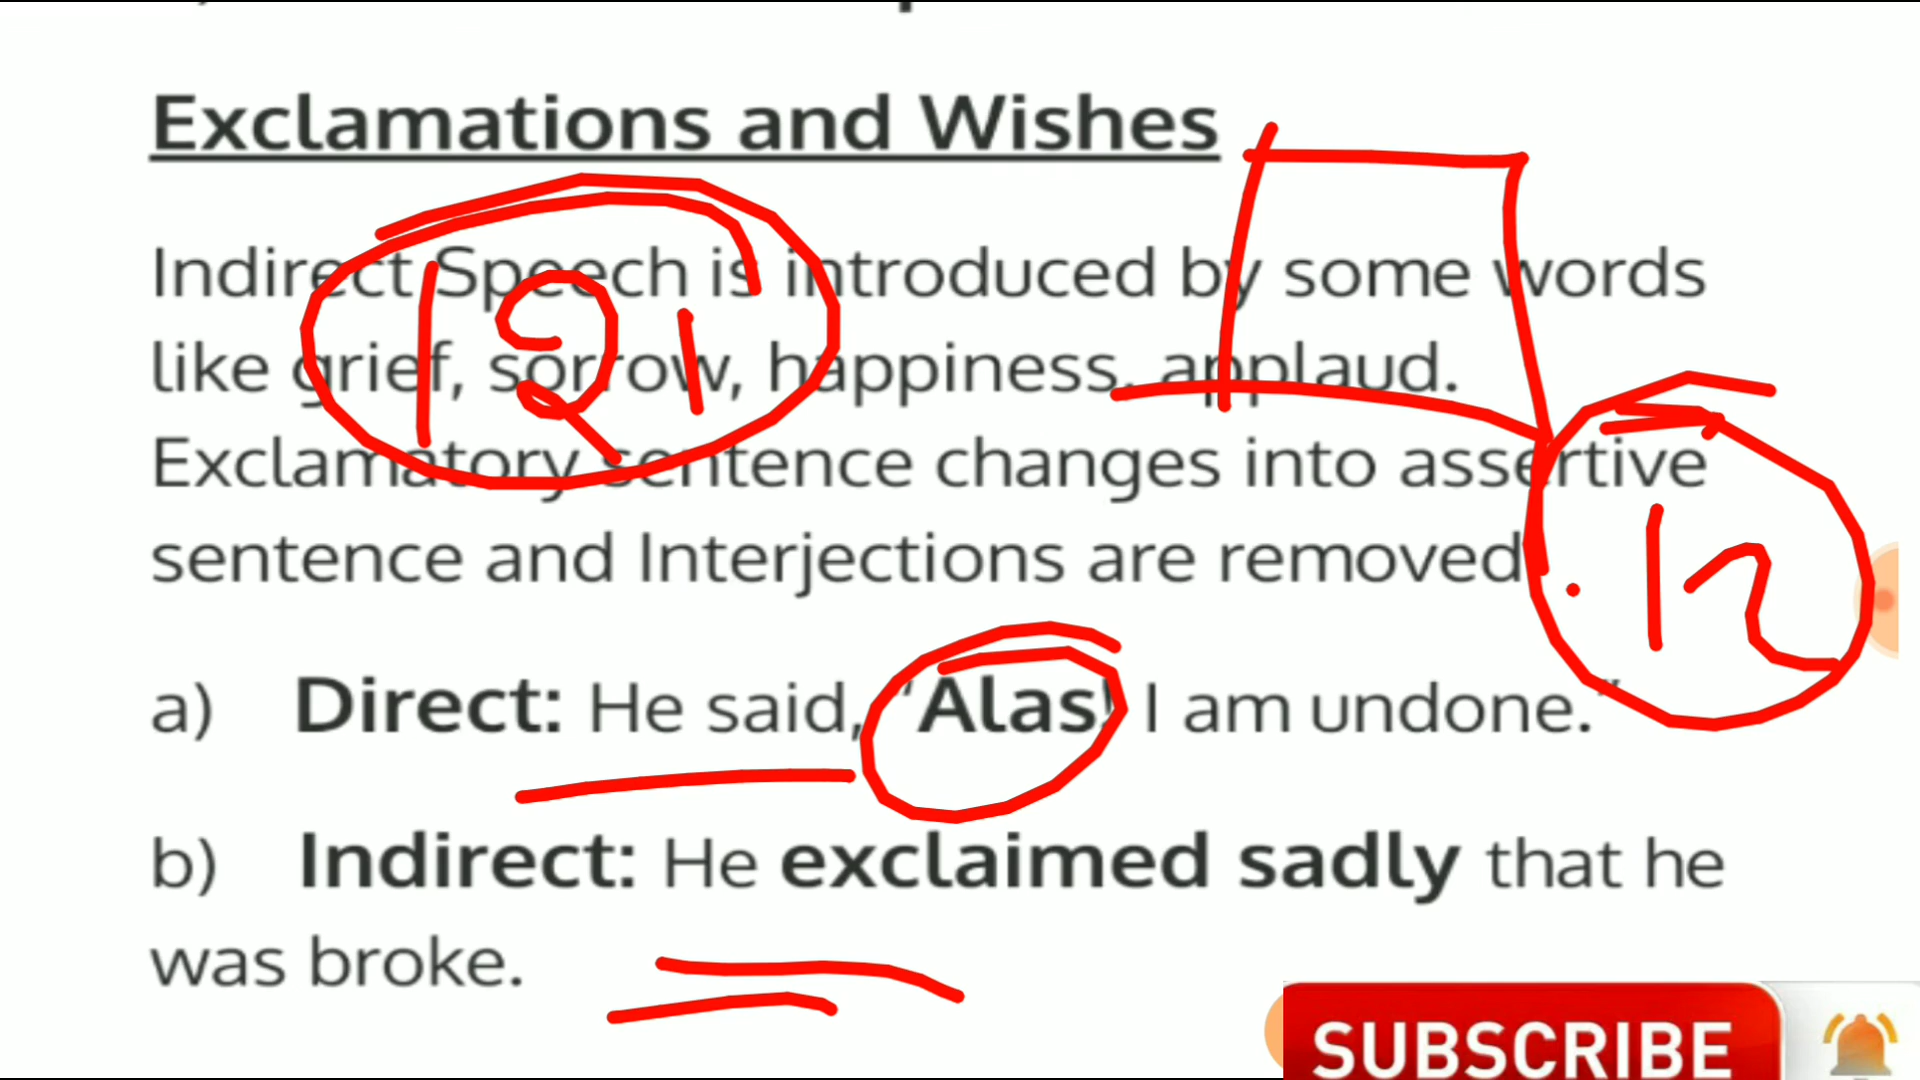 Exclamations and Wishes
Indirect Speech is introduced by some words
like grief, sorrow, happiness, applaud.
Exclamatory sentence changes into assertive
sentence and Interjections are removed.
a) Direct: He said, “Alas! I am undone.”
b) Indirect: He exclaimed sadly that he
was broke.
SUBSCRIBE